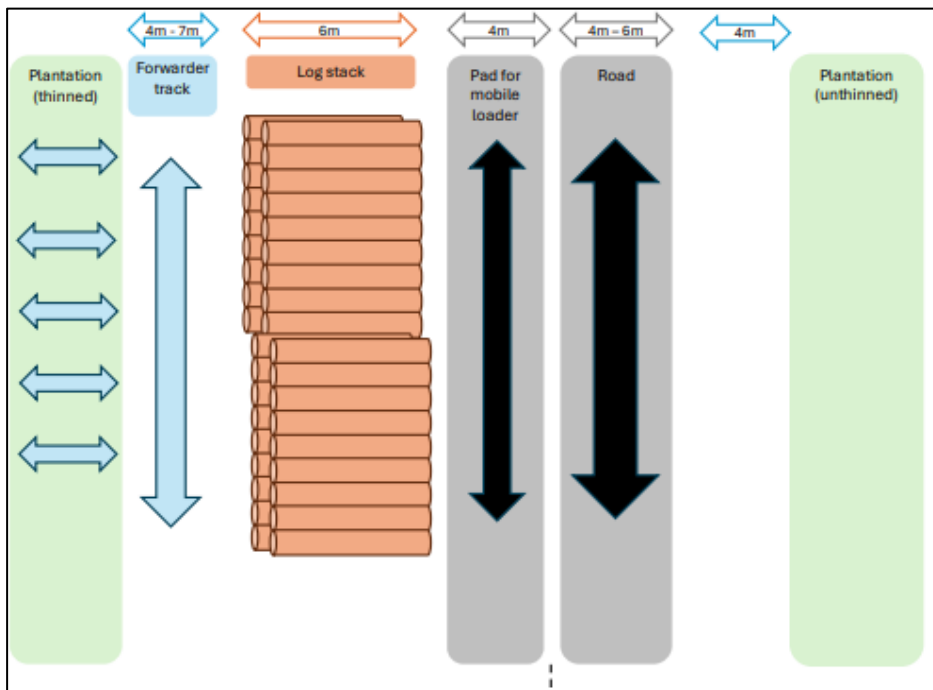 4m - 7m
6m
4m
4m – 6m
4m
Plantation
(thinned)
Forwarder
track
Log stack
Pad for
mobile
loader
Road
Plantation
(unthinned)